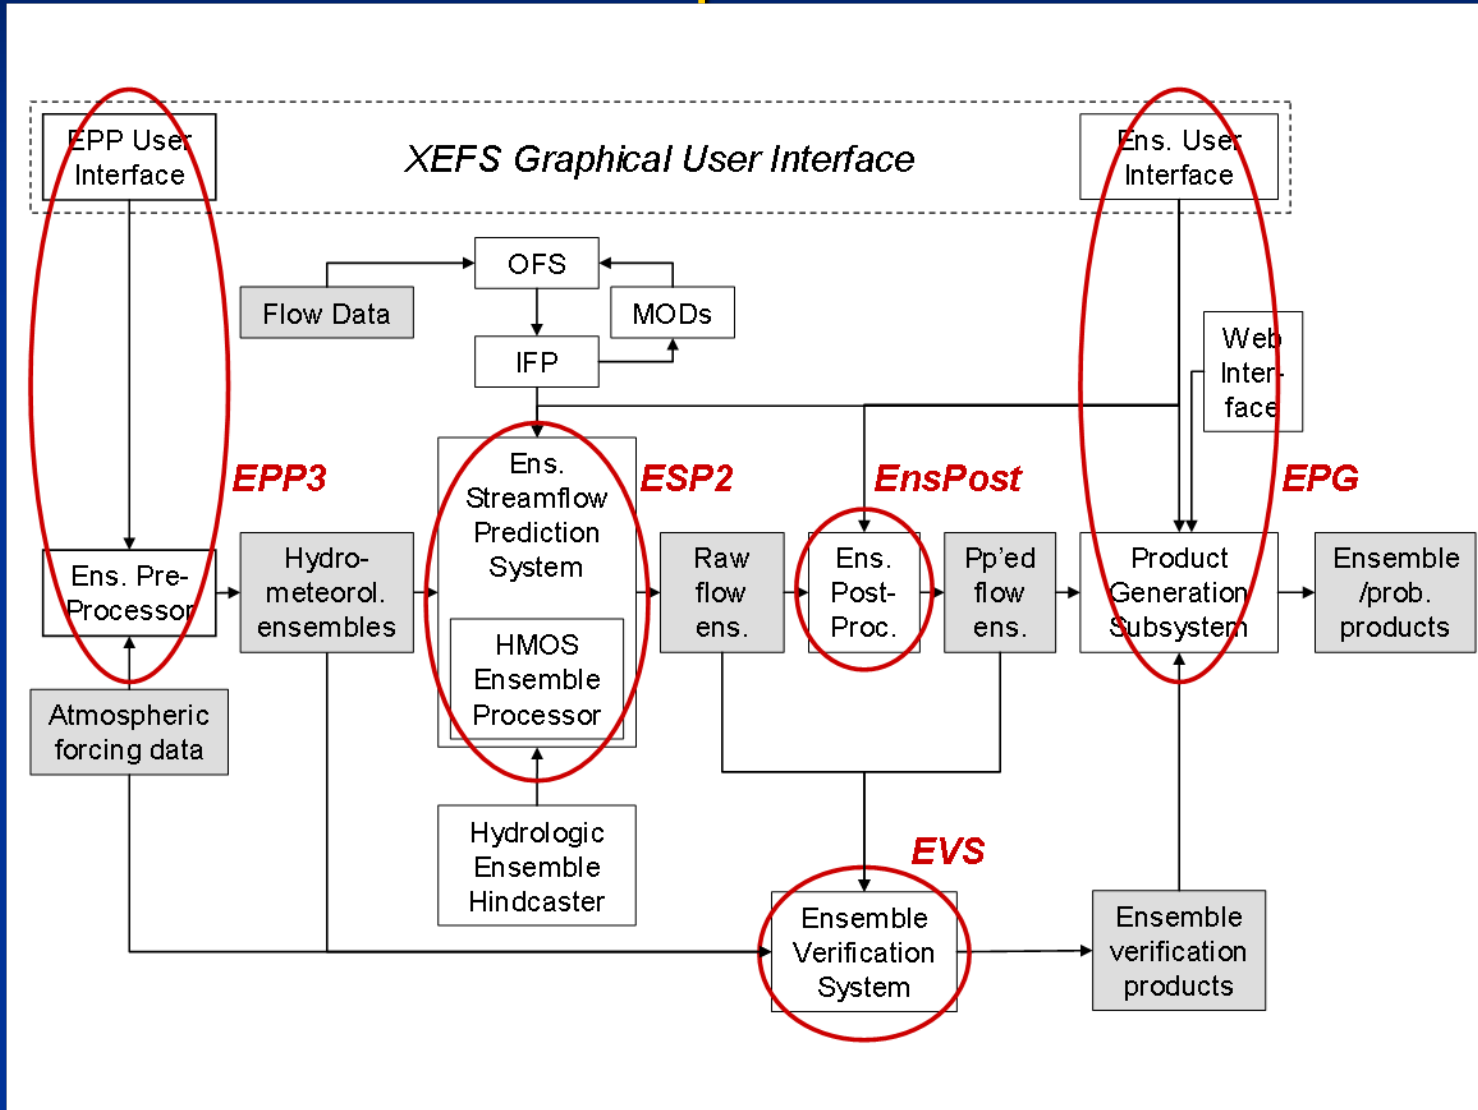 EPP User
Interface
XEFS Graphical User Interface
Ens. User
Interface
OFS
Flow Data
MODs
IFP
Web
Inter-
face
EPP3
Ens.
Streamflow
Prediction
System
ESP2
EnsPost
EPG
Ens. Pre-
Processor
Hydro-
meteorol.
ensembles
HMOS
Ensemble
Processor
Raw
flow
ens.
Ens.
Post-
Proc.
Pp'ed
flow
ens.
Product
Generation
Subsystem
Ensemble
/prob.
products
Atmospheric
forcing data
Hydrologic
Ensemble
Hindcaster
EVS
Ensemble
Verification
System
Ensemble
verification
products